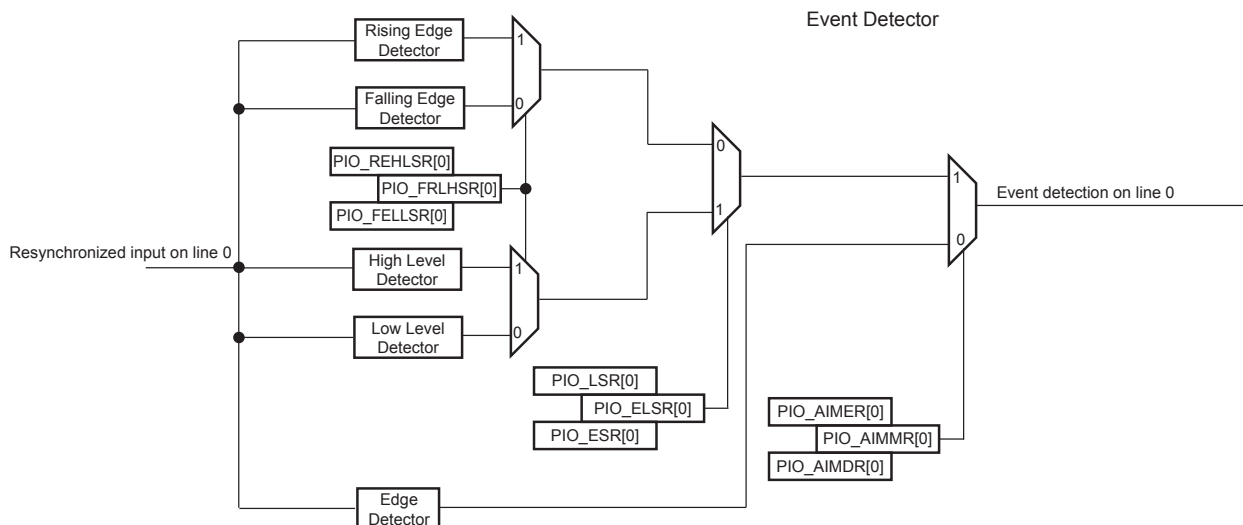 Event Detector
Rising Edge
Detector
1
Falling Edge
Detector
0
PIO_REHLSR[0]
PIO_FRLHSR[0]
PIO_FELLSR[0]
0
1
1
0
Event detection on line 0
Resynchronized input on line 0
High Level
Detector
1
Low Level
Detector
0
PIO_LSR[0]
PIO_ELSR[0]
PIO_ESR[0]
PIO_AIMER[0]
PIO_AIMMR[0]
PIO_AIMDR[0]
Edge
Detector